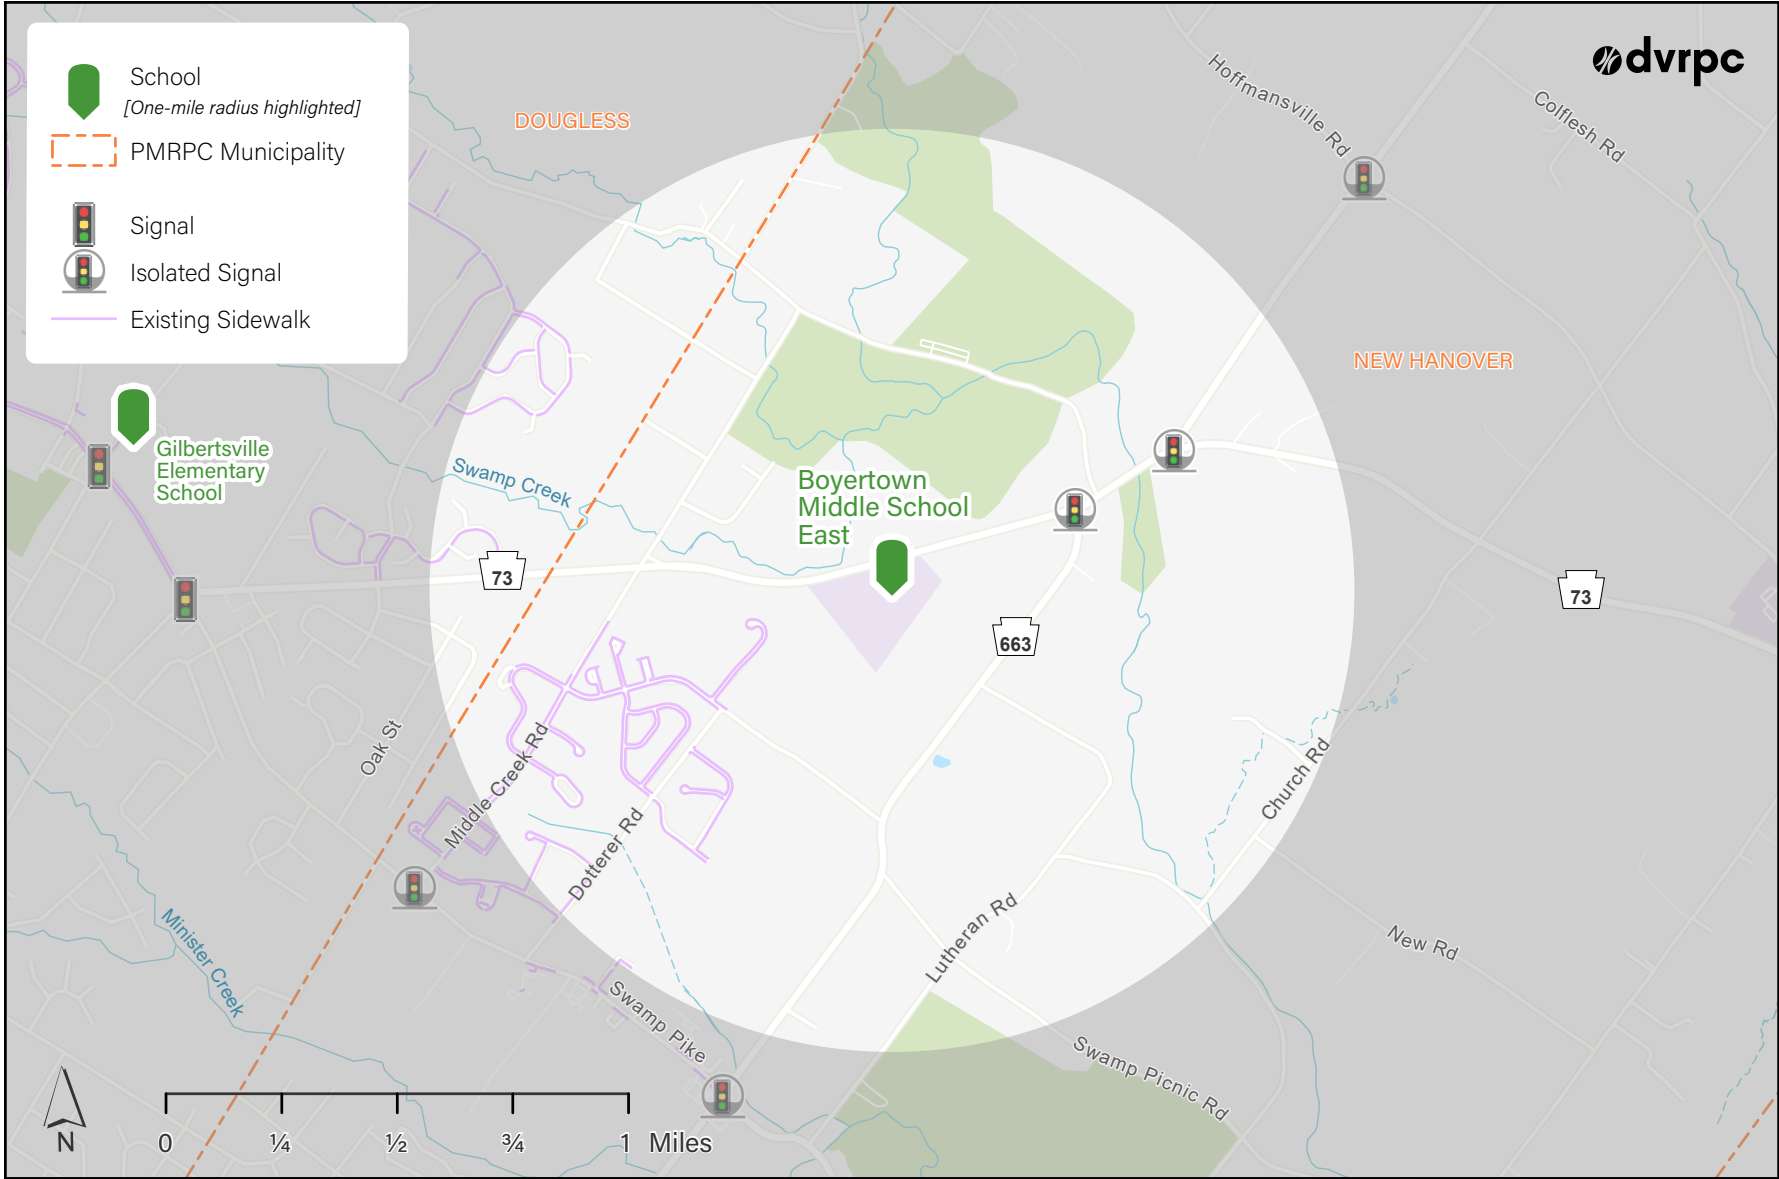 School
[One-mile radius highlighted]
PMRPC Municipality
Signal
Isolated Signal
Existing Sidewalk
dvrpc
DOUGLESS
Hoffmansville Rd
Colflesh Rd
NEW HANOVER
Gilbertsville
Elementary
School
Swamp Creek
Boyertown
Middle School
East
73
73
663
Oak St
Middle Creek Rd
Dotterer Rd
Church Rd
Lutheran Rd
New Rd
Minister Creek
Swamp Pike
Swamp Picnic Rd
N
0 ¼ ½ ¾ 1 Miles